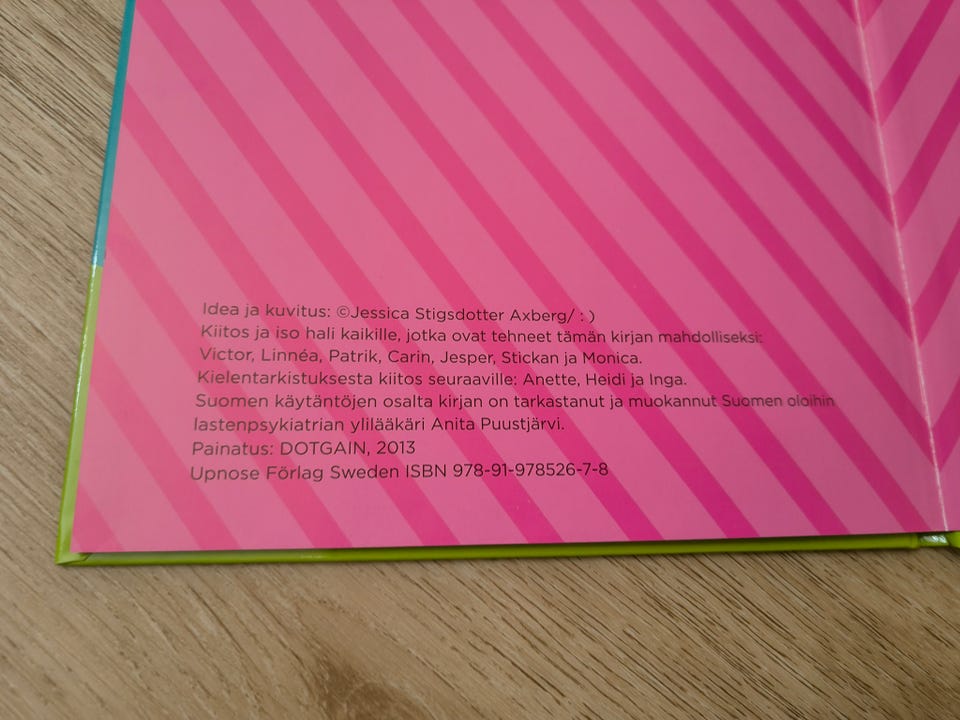 Idea ja kuvitus: ©Jessica Stigsdotter Axberg/ : )
Kiitos ja iso hali kaikille, jotka ovat tehneet tämän kirjan mahdolliseksi:
Victor, Linnéa, Patrik, Carin, Jesper, Stickan ja Monica.
Kielentarkistuksesta kiitos seuraaville: Anette, Heidi ja Inga.
Suomen käytäntöjen osalta kirjan on tarkastanut ja muokannut Suomen oloihin
lastenpsykiatrian ylilääkäri Anita Puustjärvi.
Painatus: DOTGAIN, 2013
Upnose Förlag Sweden ISBN 978-91-978526-7-8